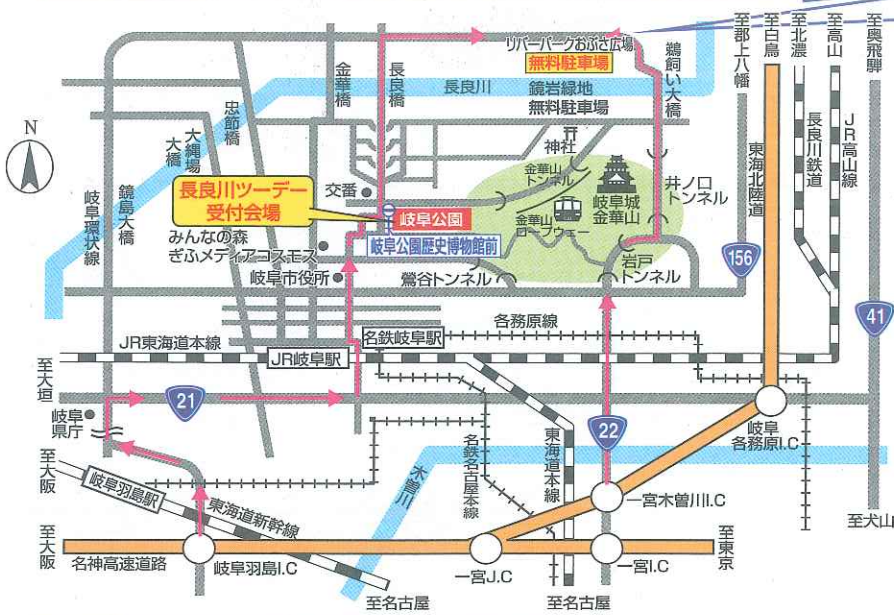 至郡上八幡
至白鳥
至北濃
至高山
至奥飛騨
リバーパークおぶさ広場
無料駐車場
鵜飼い大橋
金華橋
長良橋
長良川
鏡岩緑地
無料駐車場
忠節橋
大縄場
大橋
鏡島大橋
岐阜環状線
N
神社
金華山
トンネル
岐阜城
金華山
金華山
ロープウェー
井ノ口
トンネル
東海北陸道
長良川鉄道
JR高山線
交番
長良川ツーデー
受付会場
岐阜公園
岐阜公園歴史博物館前
みんなの森
ぎふメディアコスモス
岐阜市役所
鶯谷トンネル
岩戸
トンネル
156
41
JR東海道本線
JR岐阜駅
名鉄岐阜駅
各務原線
至大垣
21
22
岐阜
県庁
岐阜
各務原I.C
至大阪
岐阜羽島駅
東海道新幹線
木曽川
名鉄名古屋本線
東海道本線
一宮木曽川I.C
至犬山
至大阪
名神高速道路
岐阜羽島I.C
一宮J.C
一宮I.C
至東京
至名古屋
至名古屋